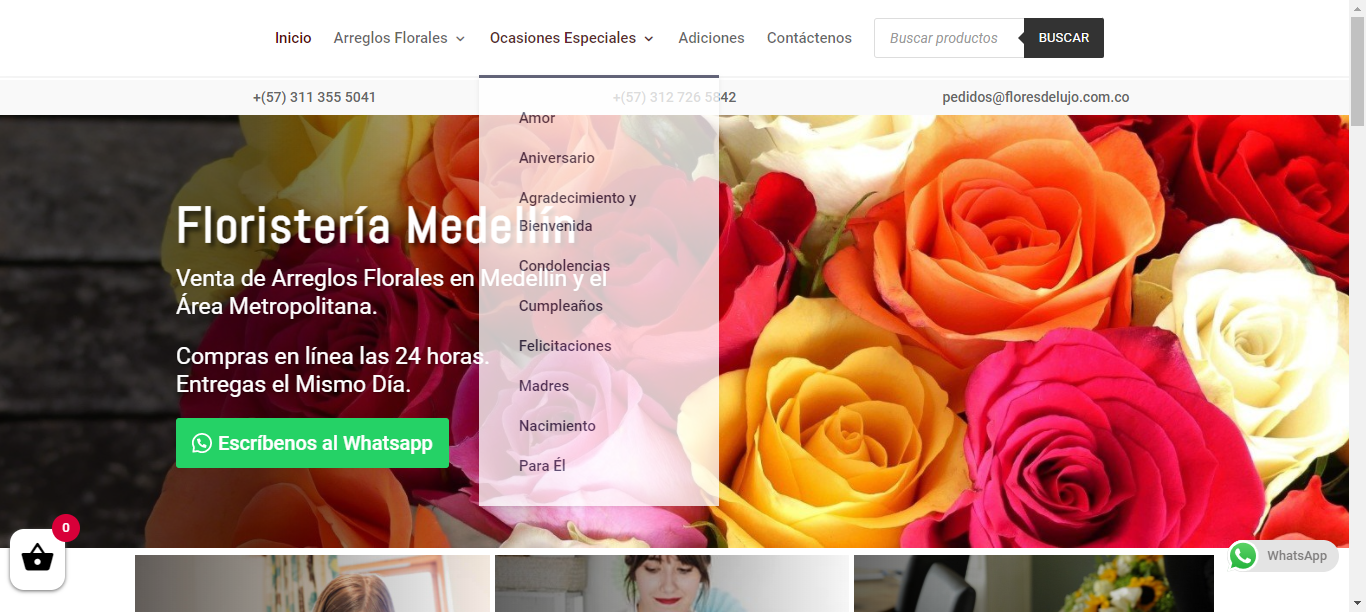 Inicio
Arreglos Florales
Ocasiones Especiales
Adiciones
Contáctenos
Buscar productos
BUSCAR
+(57) 311 355 5041
+(57) 312 726 5842
pedidos@floresdelujo.com.co
Amor
Aniversario
Agradecimiento y
Bienvenida
Condolencias
Cumpleaños
Felicitaciones
Madres
Nacimiento
Para Él
Floristería Medellín
Venta de Arreglos Florales en Medellín y el
Área Metropolitana.
Compras en línea las 24 horas.
Entregas el Mismo Día.
Escríbenos al Whatsapp
0
WhatsApp